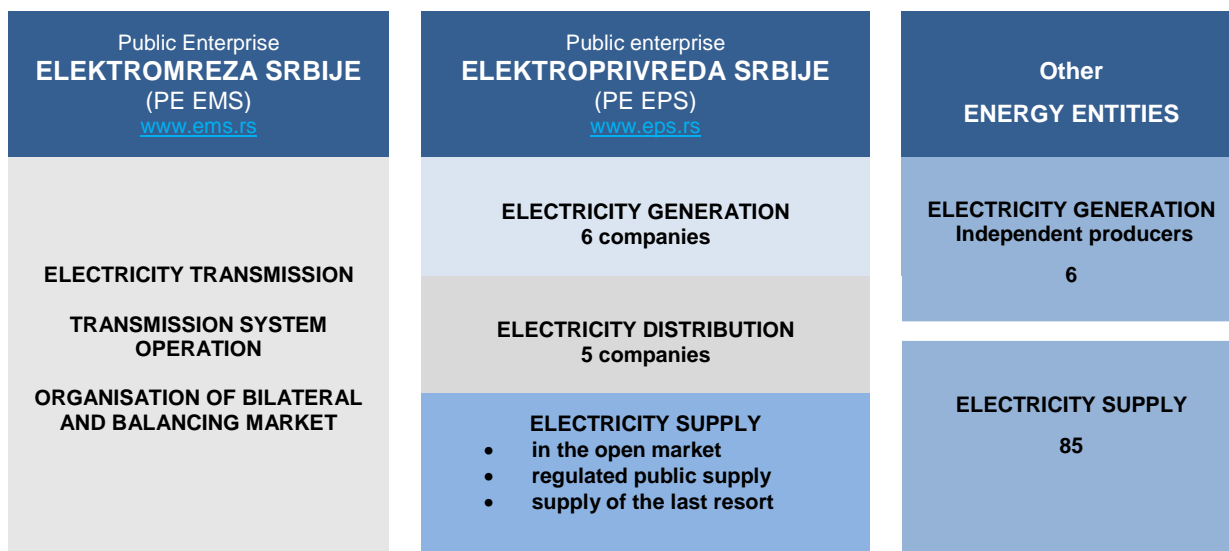 Public Enterprise
ELEKTROMREZA SRBIJE
(PE EMS)
www.ems.rs
ELECTRICITY TRANSMISSION
TRANSMISSION SYSTEM
OPERATION
ORGANISATION OF BILATERAL
AND BALANCING MARKET
Public enterprise
ELEKTROPRIVREDA SRBIJE
(PE EPS)
www.eps.rs
ELECTRICITY GENERATION
6 companies
ELECTRICITY DISTRIBUTION
5 companies
ELECTRICITY SUPPLY
• in the open market
• regulated public supply
• supply of the last resort
Other
ENERGY ENTITIES
ELECTRICITY GENERATION
Independent producers
6
ELECTRICITY SUPPLY
85